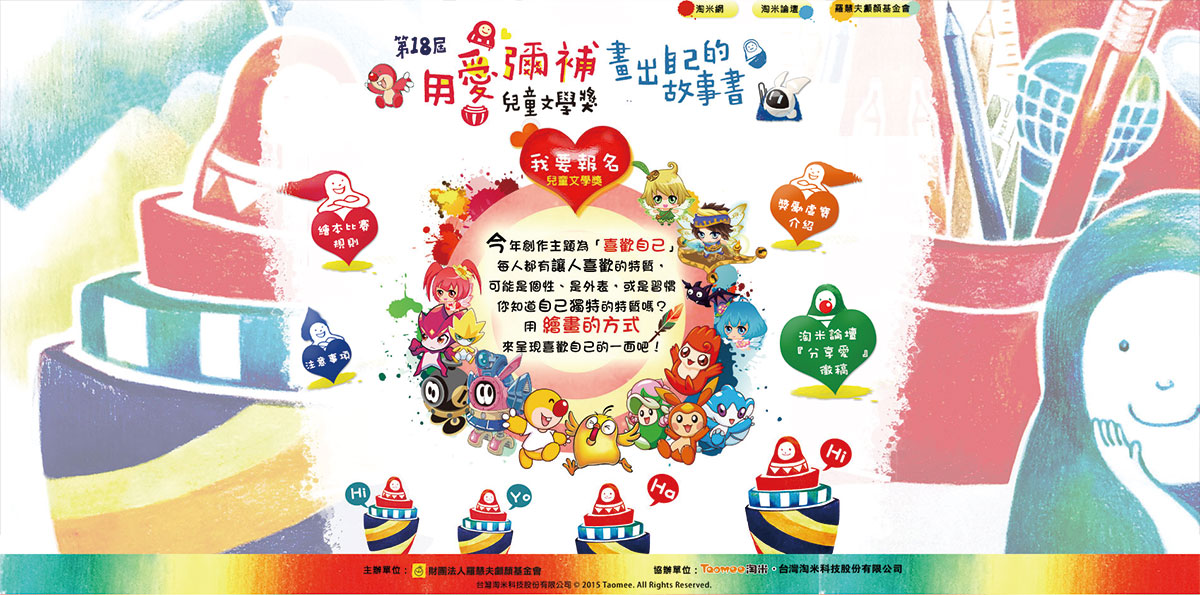 淘米網
淘米論壇
羅慧夫顱顏基金會
第18屆
用愛彌補
兒童文學獎
畫出自己的
故事書
我要報名
兒童文學獎
繪本比賽
規則
獎勵虛寶
介紹
今年創作主題為「喜歡自己」
每人都有讓人喜歡的特質，
可能是個性、是外表，或是習慣
你知道自己獨特的特質嗎？
用 繪畫的方式
來呈現喜歡自己的一面吧！
注意事項
淘米論壇
『分享愛』
徵稿
Hi
Yo
Ha
Hi
主辦單位： 財團法人羅慧夫顱顏基金會
協辦單位： Taomee淘米・台灣淘米科技股份有限公司
台灣淘米科技股份有限公司 © 2015 Taomee. All Rights Reserved.